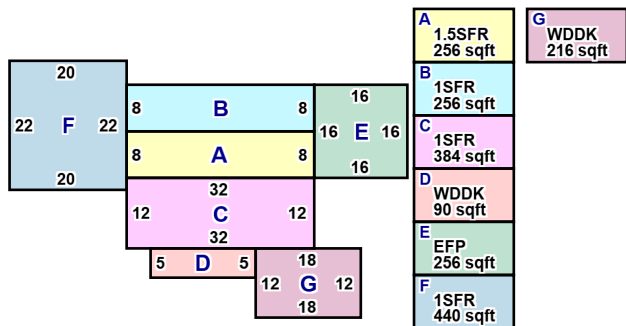 20
22 F 22
20
8 B 8
8 A 8
16
16 E 16
16
32
12 C 12
32
5 D 5
18
12 G 12
18
A
1.5SFR
256 sqft
B
1SFR
256 sqft
C
1SFR
384 sqft
D
WDDK
90 sqft
E
EFP
256 sqft
F
1SFR
440 sqft
G
WDDK
216 sqft